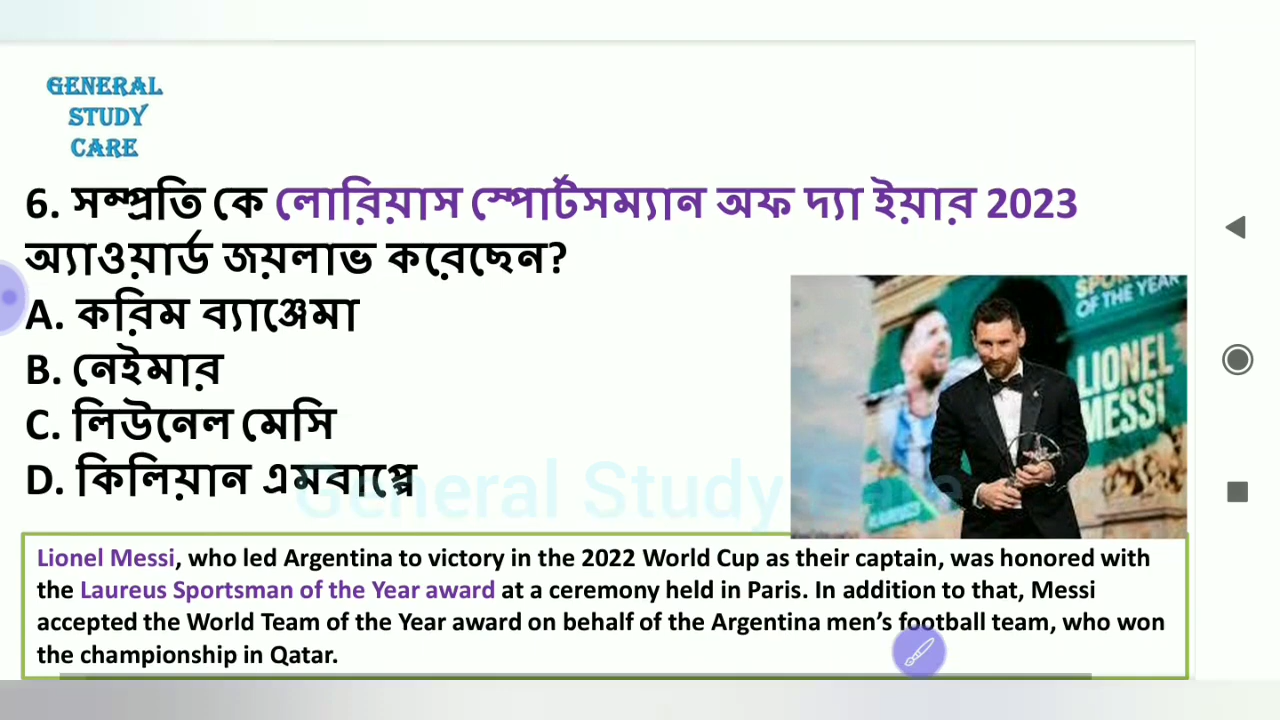 GENERAL
STUDY
CARE
6. সম্প্রতি কে লোরিয়াস স্পোর্টসম্যান অফ দ্যা ইয়ার 2023
অ্যাওয়ার্ড জয়লাভ করেছেন?
A. করিম ব্যাঞ্জেমা
B. নেইমার
C. লিউনেল মেসি
D. কিলিয়ান এমবাপ্পে
General Study Care
SPORTS
OF THE YEAR
LIONEL
MESSI
Lionel Messi, who led Argentina to victory in the 2022 World Cup as their captain, was honored with
the Laureus Sportsman of the Year award at a ceremony held in Paris. In addition to that, Messi
accepted the World Team of the Year award on behalf of the Argentina men’s football team, who won
the championship in Qatar.